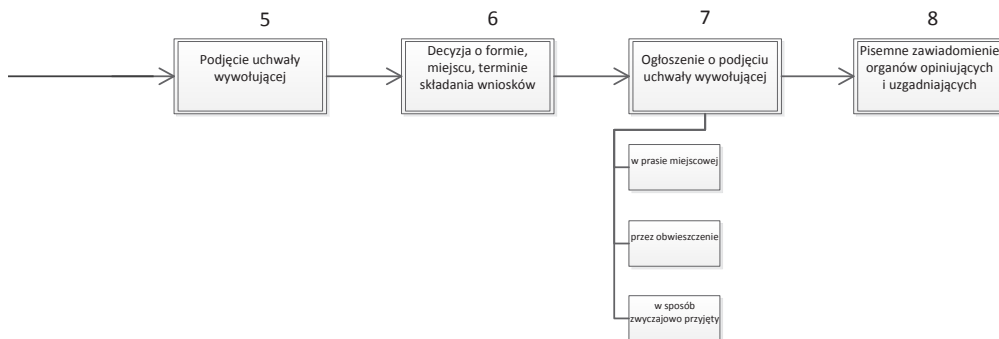 5
Podjęcie uchwały
wywołującej
6
Decyzja o formie,
miejscu, terminie
składania wniosków
7
Ogłoszenie o podjęciu
uchwały wywołującej
w prasie miejscowej
przez obwieszczenie
w sposób
zwyczajowo przyjęty
8
Pisemne zawiadomienie
organów opiniujących
i uzgadniających